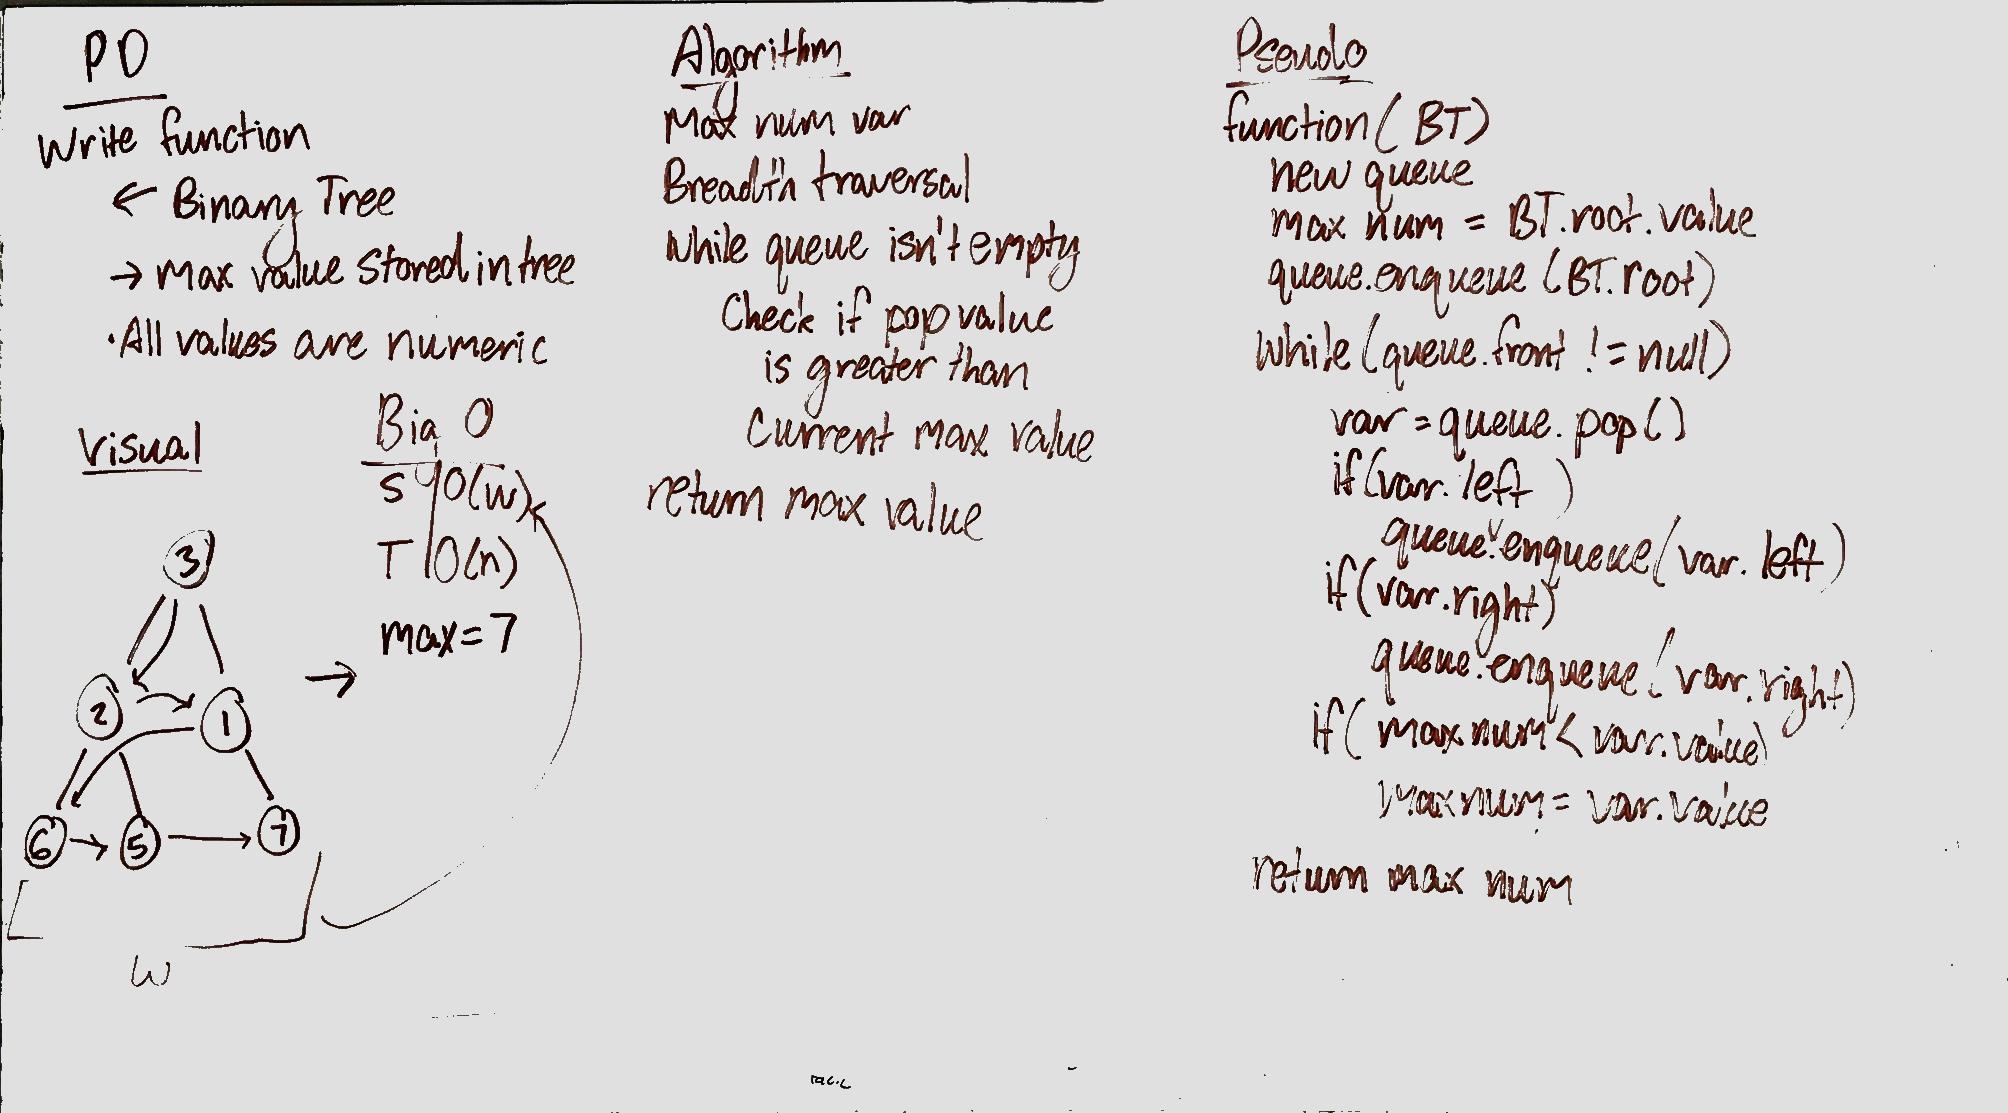 PD
Write function
← Binary Tree
→ max value stored in tree
· All values are numeric
Visual
3
2
1
6
5
7
W
Big O
S O(w)
T O(n)
max=7
Algorithm
Max num var
Breadth traversal
While queue isn't empty
Check if pop value
is greater than
Current max value
return max value
Pseudo
function( BT)
new queue
max num = BT.root.value
queue.enqueue (BT.root)
While (queue.front != null)
var = queue.pop()
if(var.left )
queue.enqueue(var.left)
if(var.right)
queue.enqueue(var.right)
if( max num < var.value)
Max num = var.value
return max num